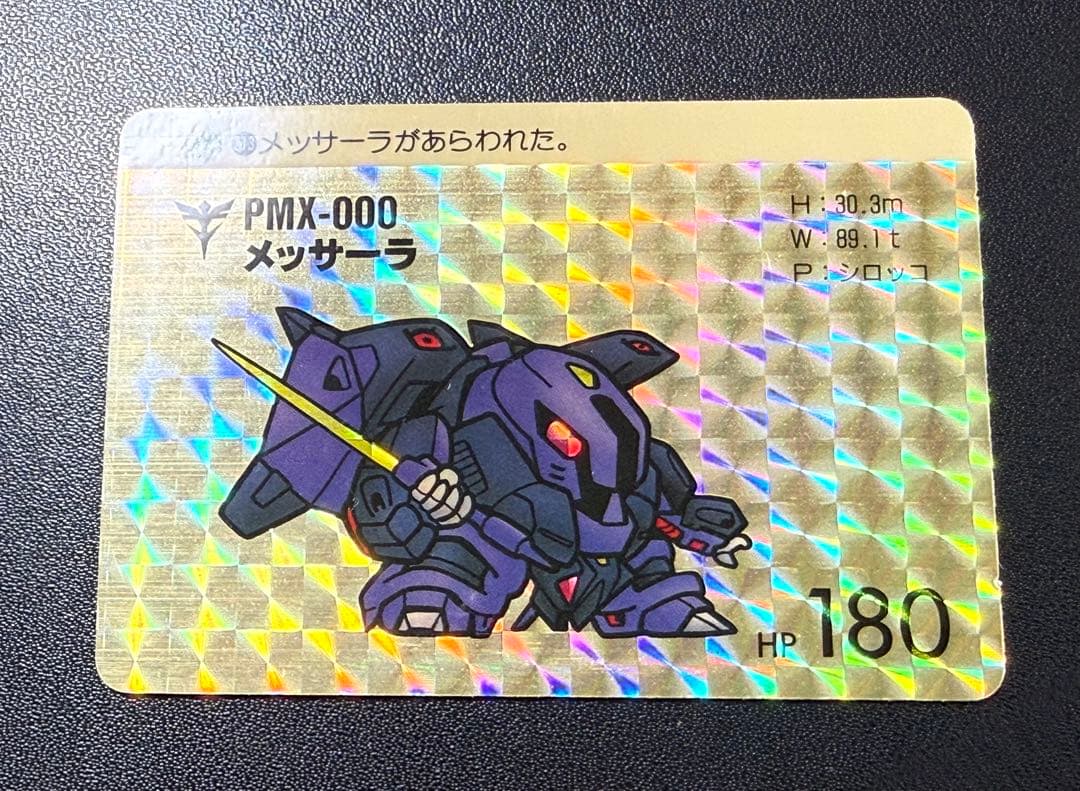 メッサーラがあらわれた。
PMX-000
メッサーラ
H：30.3m
W：89.1t
P：シロッコ
HP 180